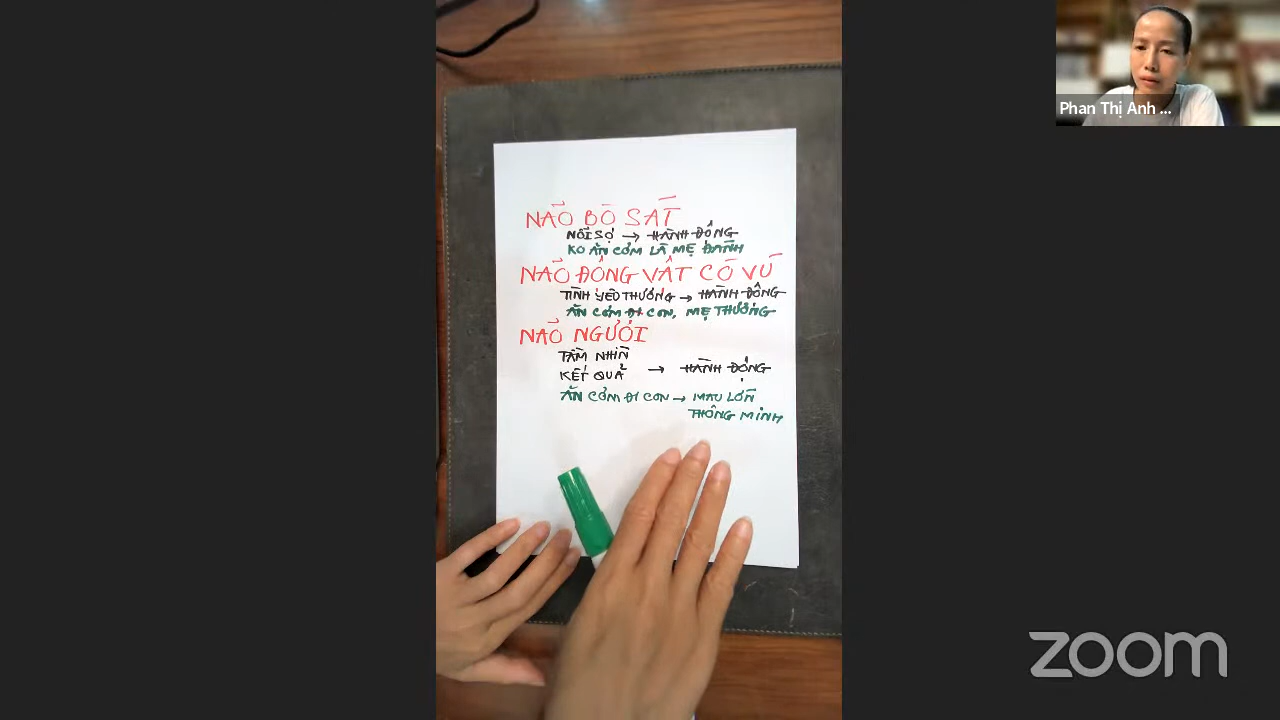 NÃO BÒ SÁT
NỖI SỢ → HÀNH ĐỘNG
KO ĂN CƠM LÀ MẸ ĐÁNH
NÃO ĐỘNG VẬT CÓ VÚ
TÌNH YÊU THƯƠNG → HÀNH ĐỘNG
ĂN CƠM ĐI CON, MẸ THƯƠNG
NÃO NGƯỜI
TẦM NHÌN
KẾT QUẢ → HÀNH ĐỘNG
ĂN CƠM ĐI CON → MAU LỚN
THÔNG MINH
Phan Thị Anh ...
zoom